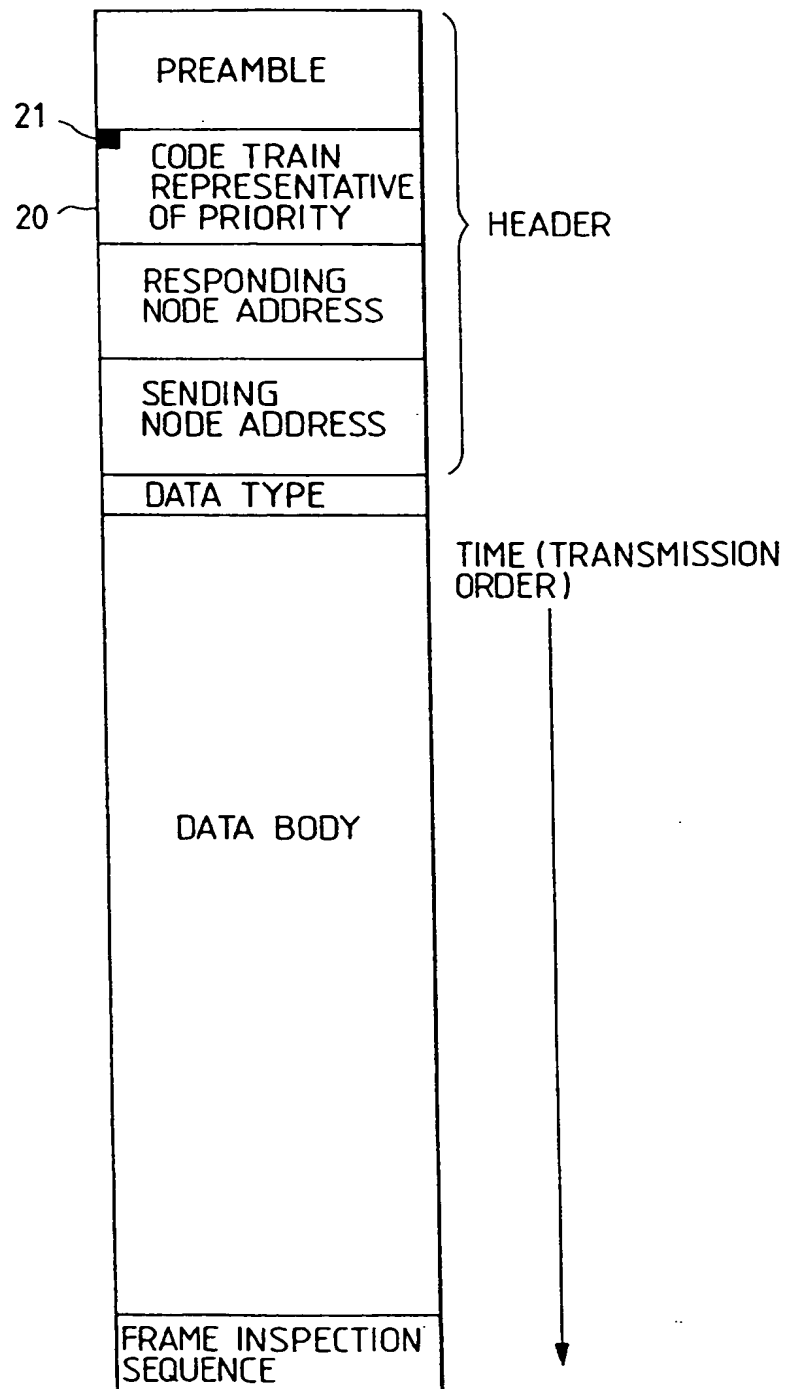 PREAMBLE
21
CODE TRAIN
REPRESENTATIVE
OF PRIORITY
20
HEADER
RESPONDING
NODE ADDRESS
SENDING
NODE ADDRESS
DATA TYPE
TIME (TRANSMISSION
ORDER)
DATA BODY
FRAME INSPECTION
SEQUENCE